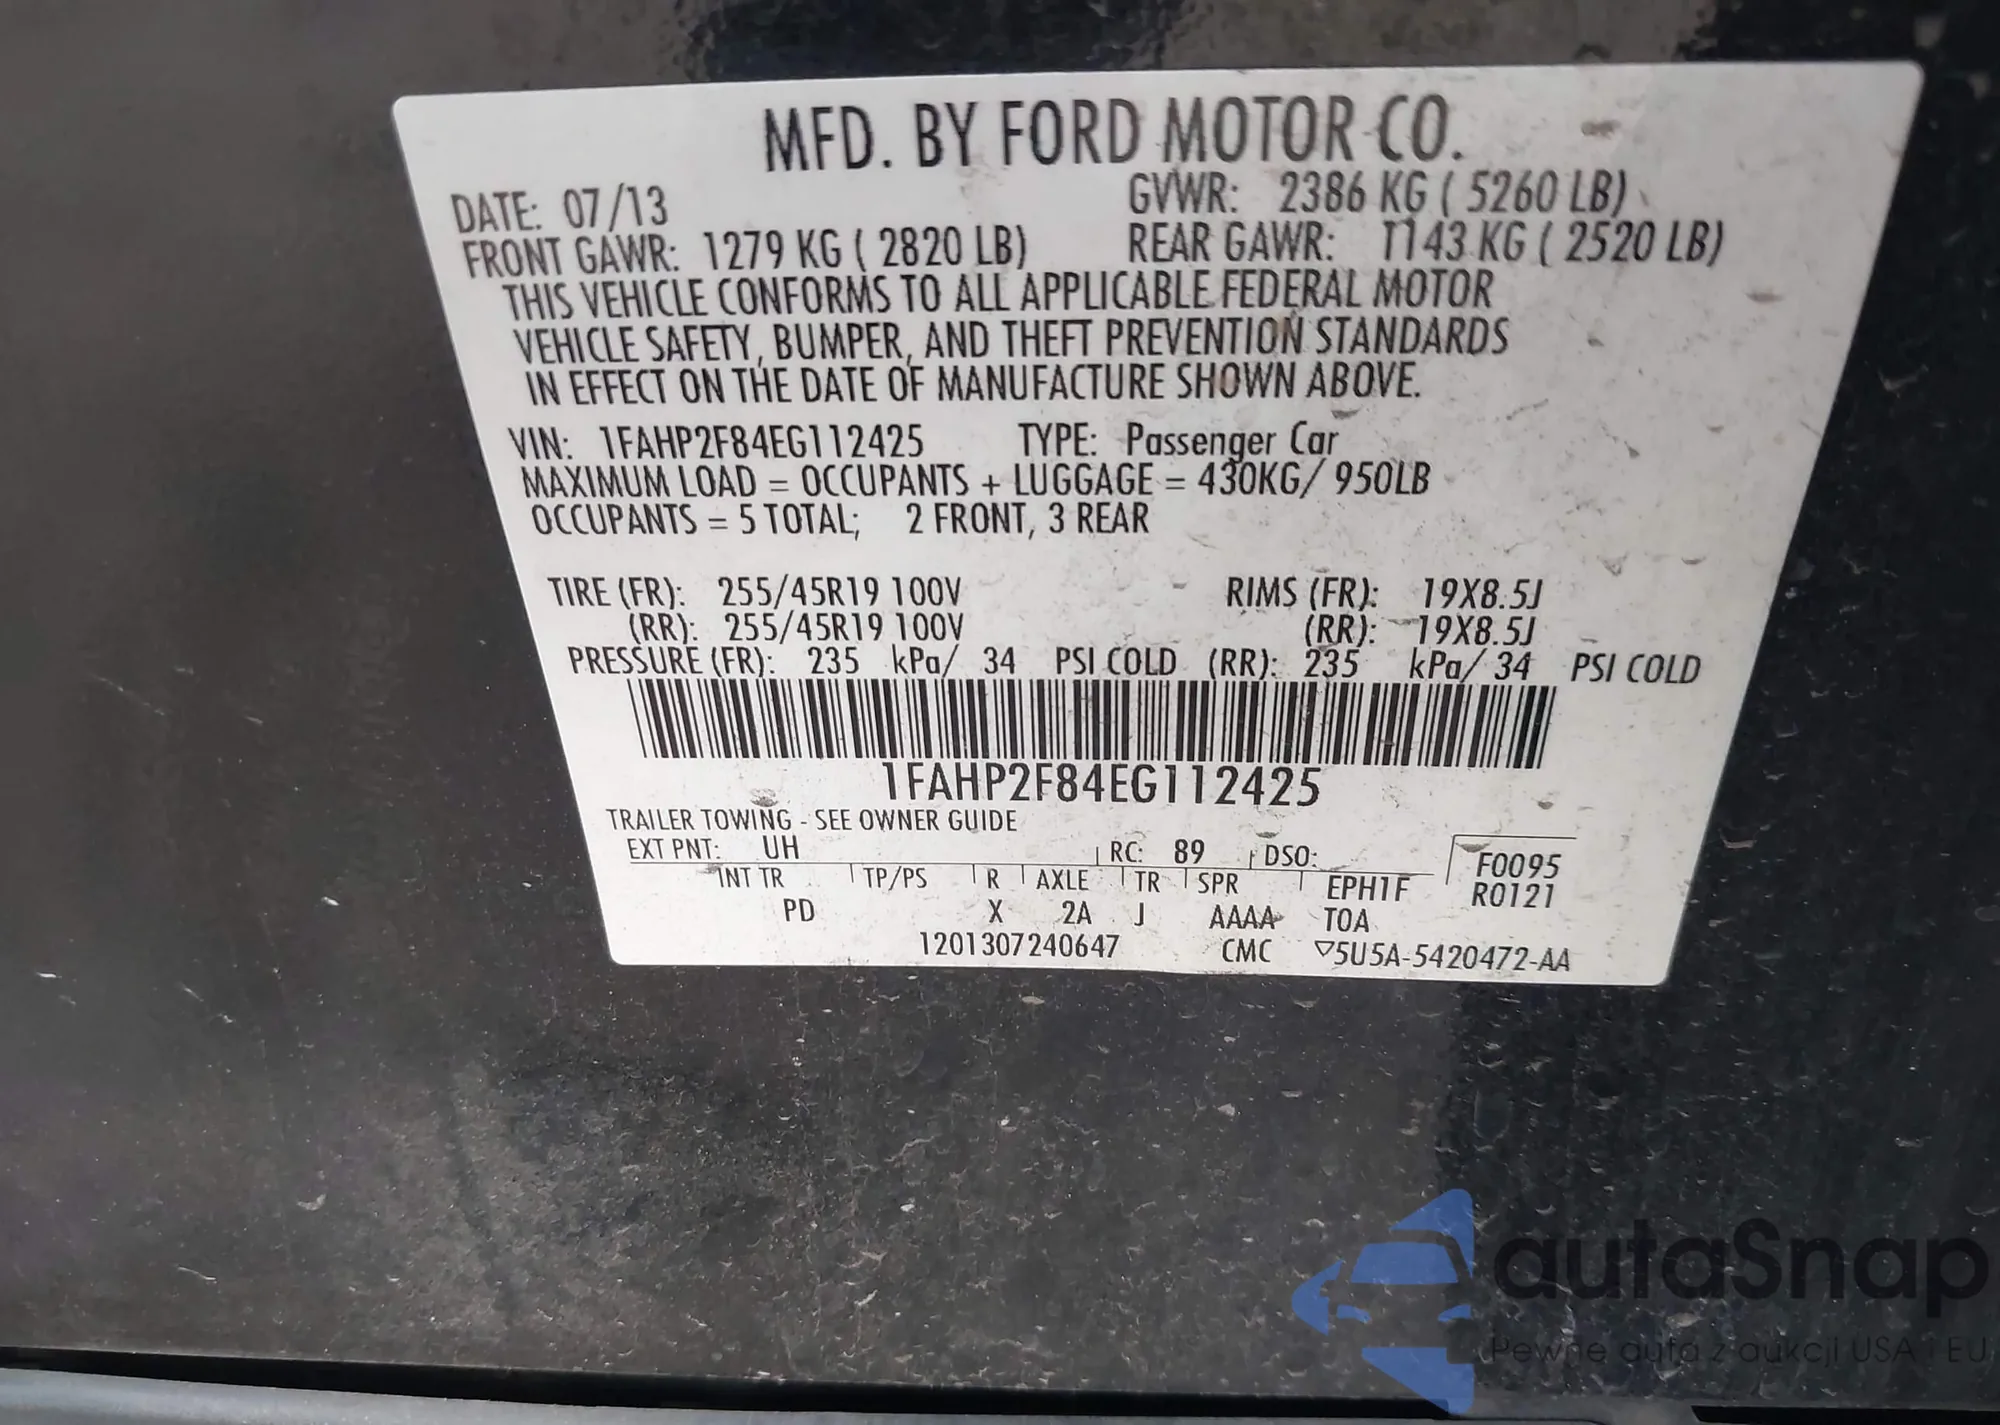 MFD. BY FORD MOTOR CO.
DATE: 07/13 GVWR: 2386 KG ( 5260 LB)
FRONT GAWR: 1279 KG ( 2820 LB) REAR GAWR: 1143 KG ( 2520 LB)
THIS VEHICLE CONFORMS TO ALL APPLICABLE FEDERAL MOTOR
VEHICLE SAFETY, BUMPER, AND THEFT PREVENTION STANDARDS
IN EFFECT ON THE DATE OF MANUFACTURE SHOWN ABOVE.
VIN: 1FAHP2F84EG112425 TYPE: Passenger Car
MAXIMUM LOAD = OCCUPANTS + LUGGAGE = 430KG/ 950LB
OCCUPANTS = 5 TOTAL; 2 FRONT, 3 REAR
TIRE (FR): 255/45R19 100V RIMS (FR): 19X8.5J
(RR): 255/45R19 100V (RR): 19X8.5J
PRESSURE (FR): 235 kPa/ 34 PSI COLD (RR): 235 kPa/ 34 PSI COLD
1FAHP2F84EG112425
TRAILER TOWING - SEE OWNER GUIDE
EXT PNT: UH RC: 89 DSO: F0095
INT TR TP/PS R AXLE TR SPR EPH1F R0121
PD X 2A J AAAA TOA
1201307240647 CMC ▽5U5A-5420472-AA
autaSnap
Pewne auta z aukcji USA i EU